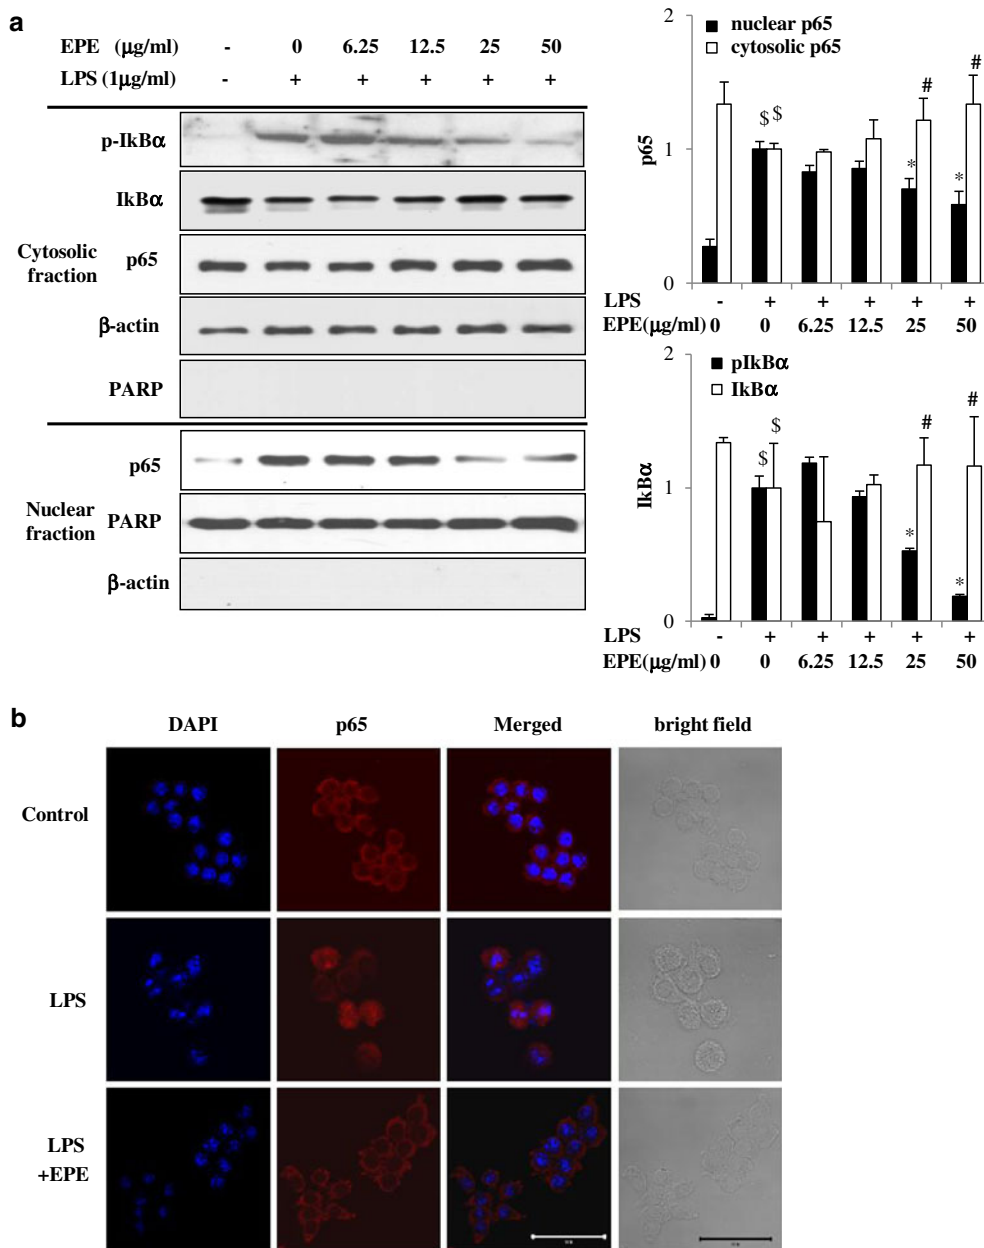 a
EPE (μg/ml) - 0 6.25 12.5 25 50
LPS (1μg/ml) - + + + + +
p-IkBα
IkBα
Cytosolic fraction
p65
β-actin
PARP
Nuclear fraction
p65
PARP
β-actin
2
1
0
p65
nuclear p65
cytosolic p65
$ $
*
#
*
#
LPS - + + + + +
EPE(μg/ml) 0 0 6.25 12.5 25 50
2
1
0
IkBα
pIkBα
IkBα
$
$
*
#
*
#
LPS - + + + + +
EPE(μg/ml) 0 0 6.25 12.5 25 50
b
DAPI p65 Merged bright field
Control
LPS
LPS
+EPE